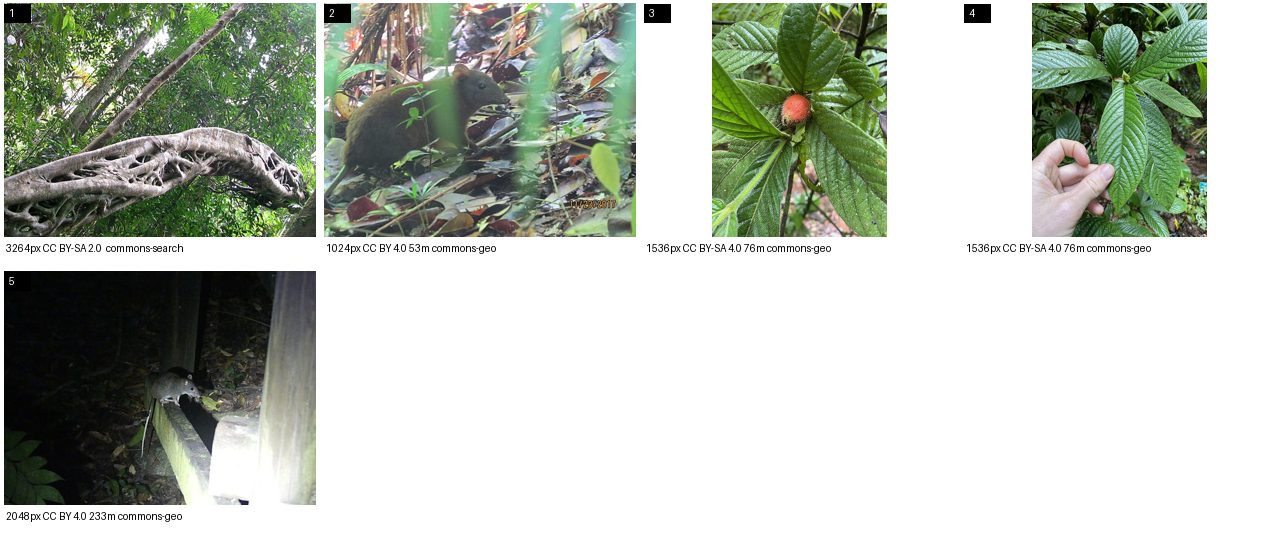 1
2
3
4
3264px CC BY-SA 2.0 commons-search
1024px CC BY 4.0 53m commons-geo
1536px CC BY-SA 4.0 76m commons-geo
1536px CC BY-SA 4.0 76m commons-geo
5
2048px CC BY 4.0 233m commons-geo